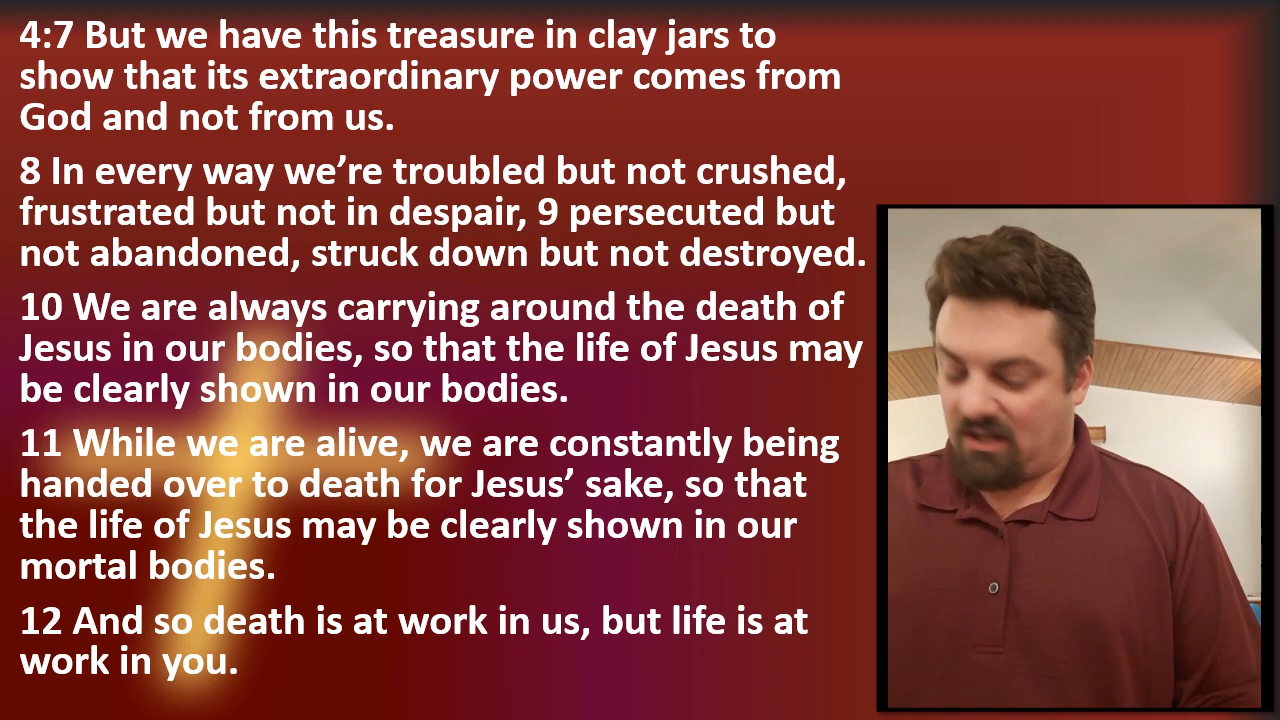 4:7 But we have this treasure in clay jars to
show that its extraordinary power comes from
God and not from us.
8 In every way we’re troubled but not crushed,
frustrated but not in despair, 9 persecuted but
not abandoned, struck down but not destroyed.
10 We are always carrying around the death of
Jesus in our bodies, so that the life of Jesus may
be clearly shown in our bodies.
11 While we are alive, we are constantly being
handed over to death for Jesus’ sake, so that
the life of Jesus may be clearly shown in our
mortal bodies.
12 And so death is at work in us, but life is at
work in you.